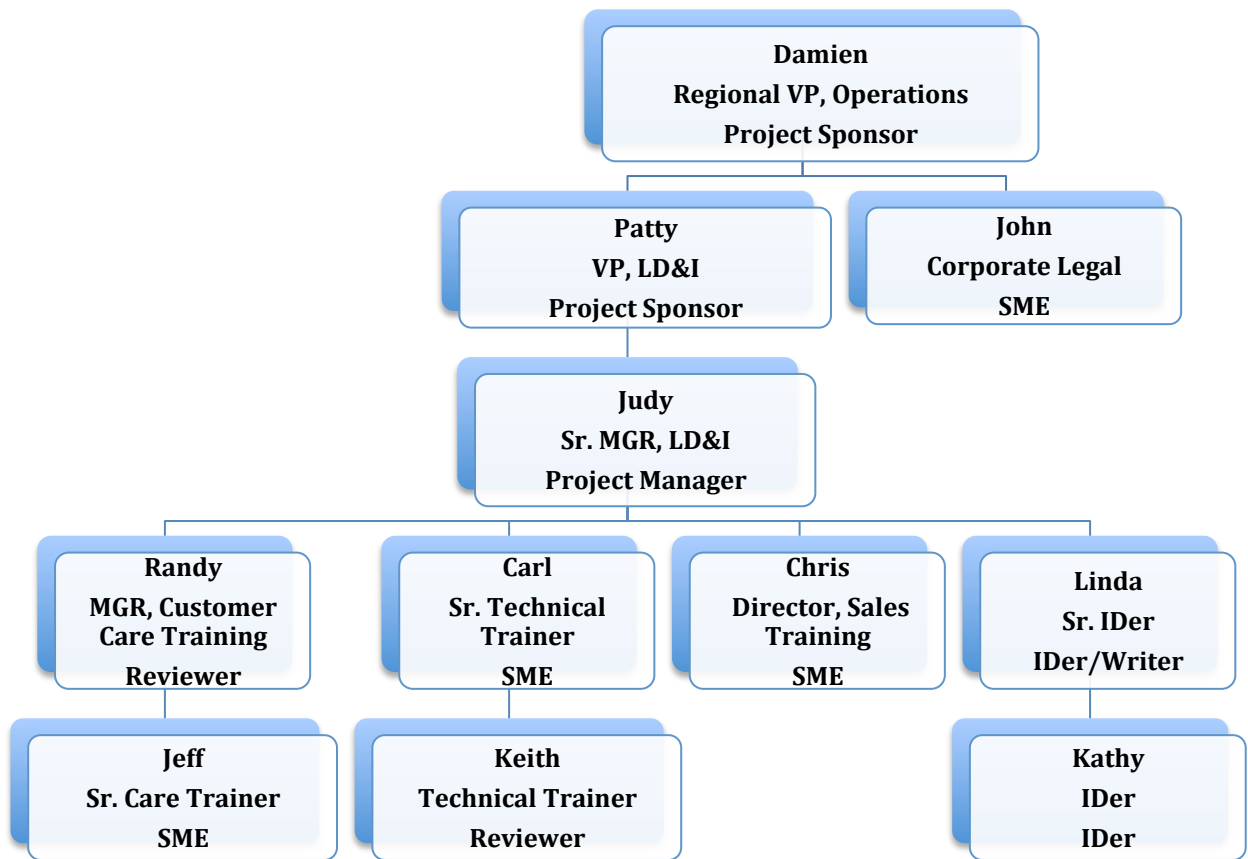 Damien
Regional VP, Operations
Project Sponsor
Patty
VP, LD&I
Project Sponsor
John
Corporate Legal
SME
Judy
Sr. MGR, LD&I
Project Manager
Randy
MGR, Customer
Care Training
Reviewer
Carl
Sr. Technical
Trainer
SME
Chris
Director, Sales
Training
SME
Linda
Sr. IDer
IDer/Writer
Jeff
Sr. Care Trainer
SME
Keith
Technical Trainer
Reviewer
Kathy
IDer
IDer